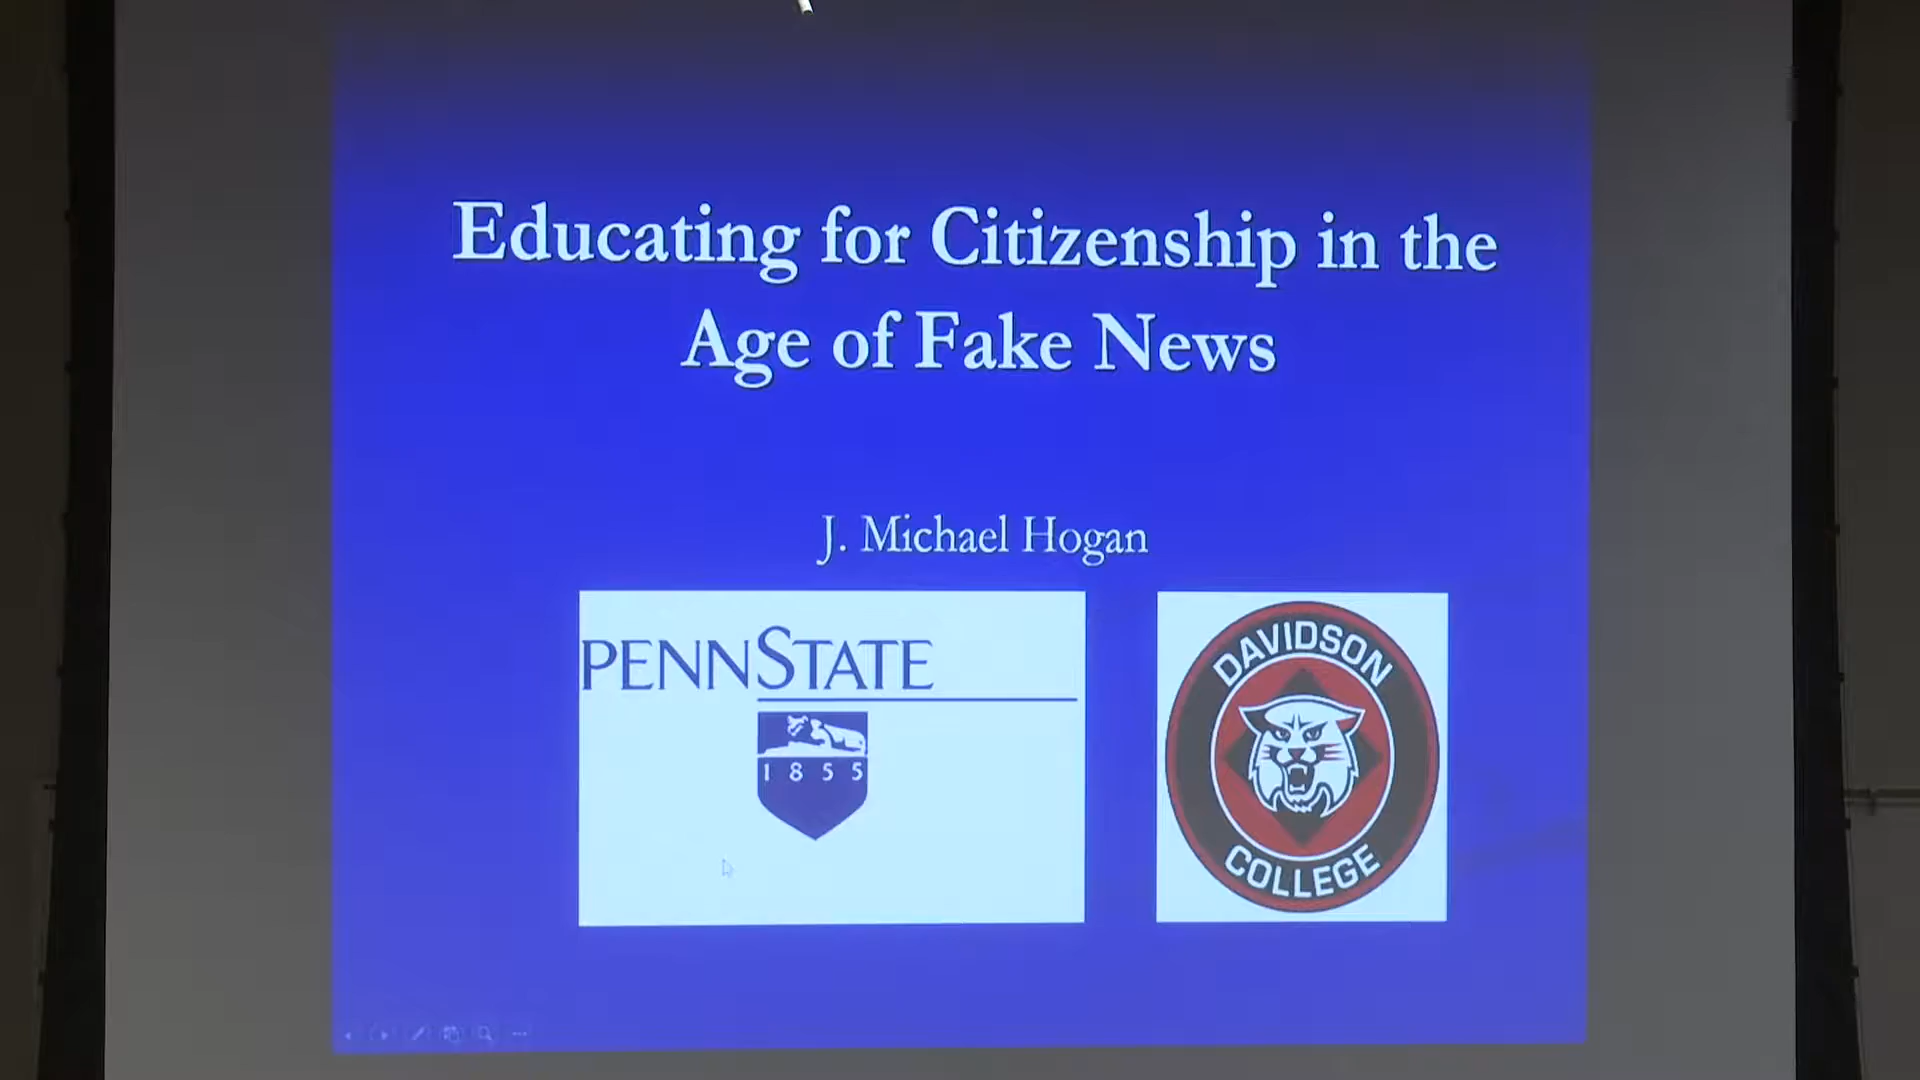 Educating for Citizenship in the
Age of Fake News
J. Michael Hogan
PENNSTATE
1855
DAVIDSON
COLLEGE